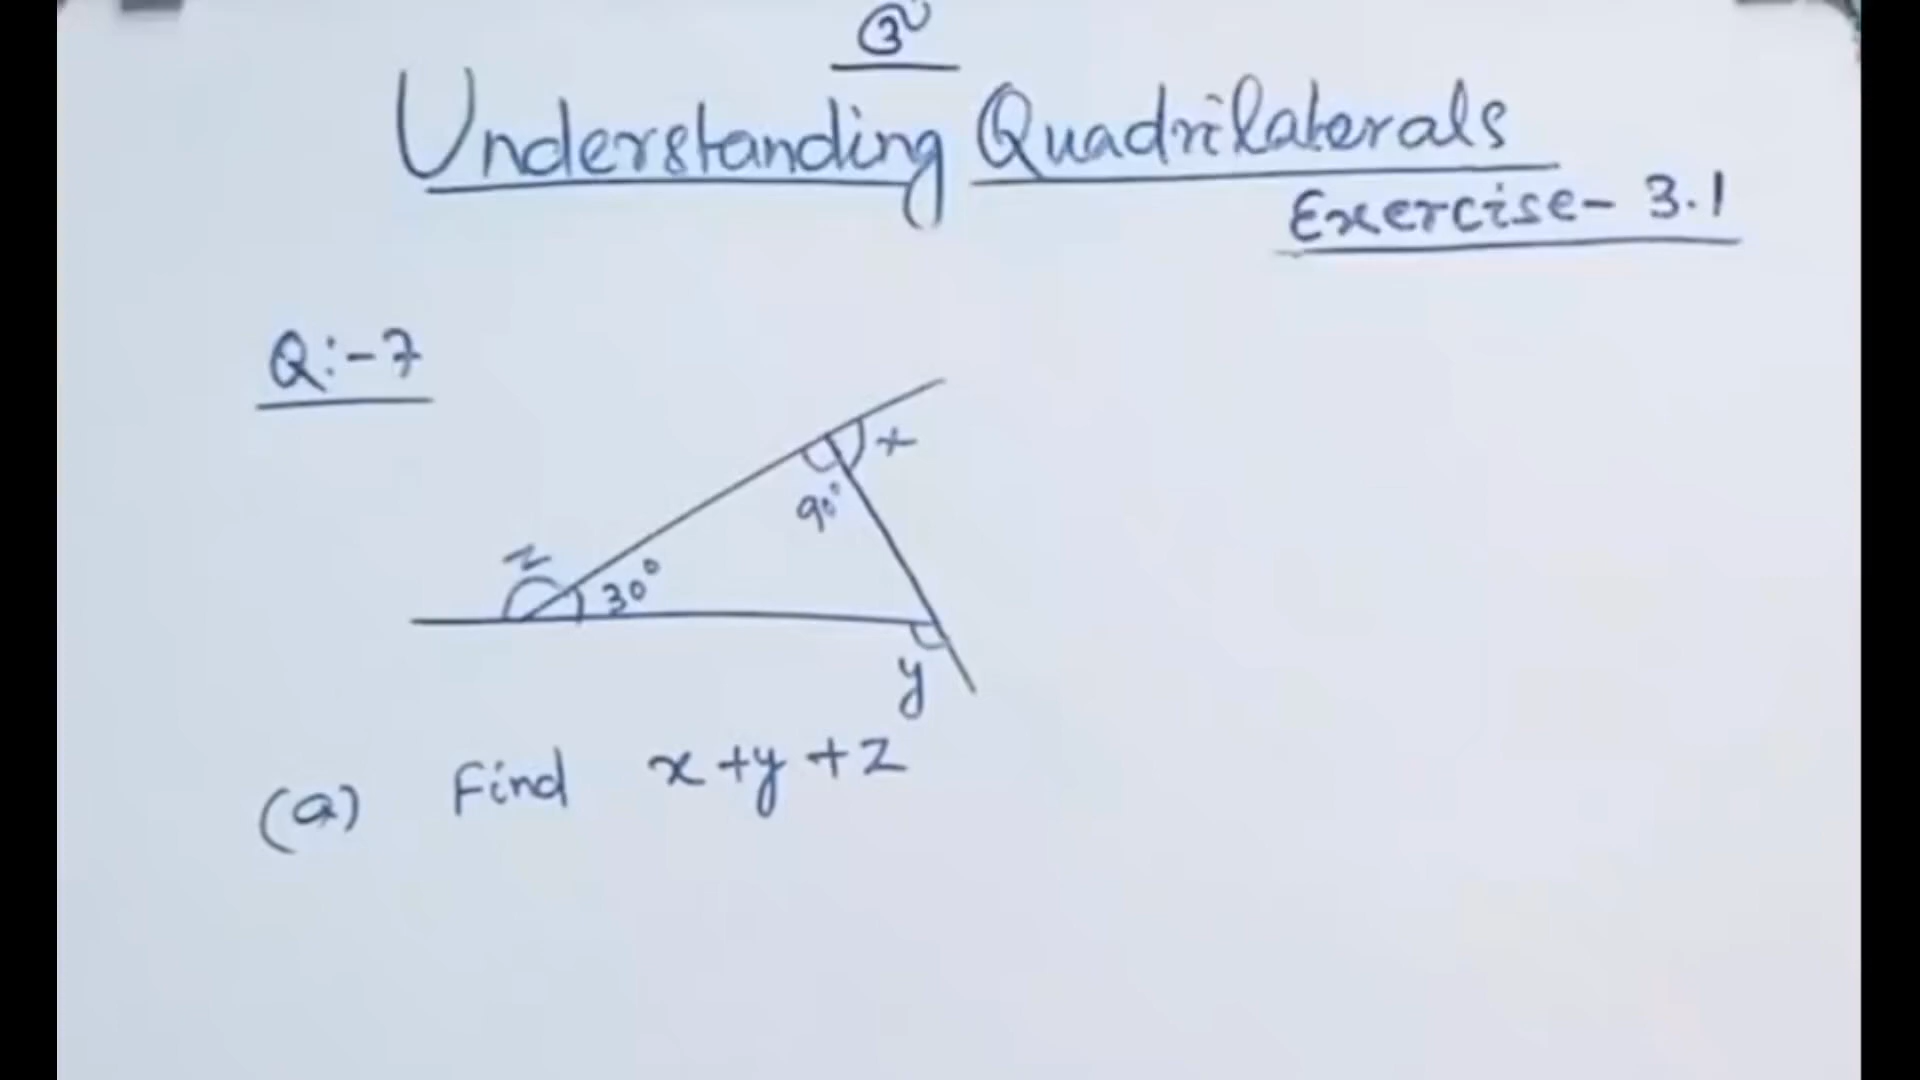 3
Understanding Quadrilaterals
Exercise - 3.1
Q:-7
x
90°
z
30°
y
(a) Find x+y+z